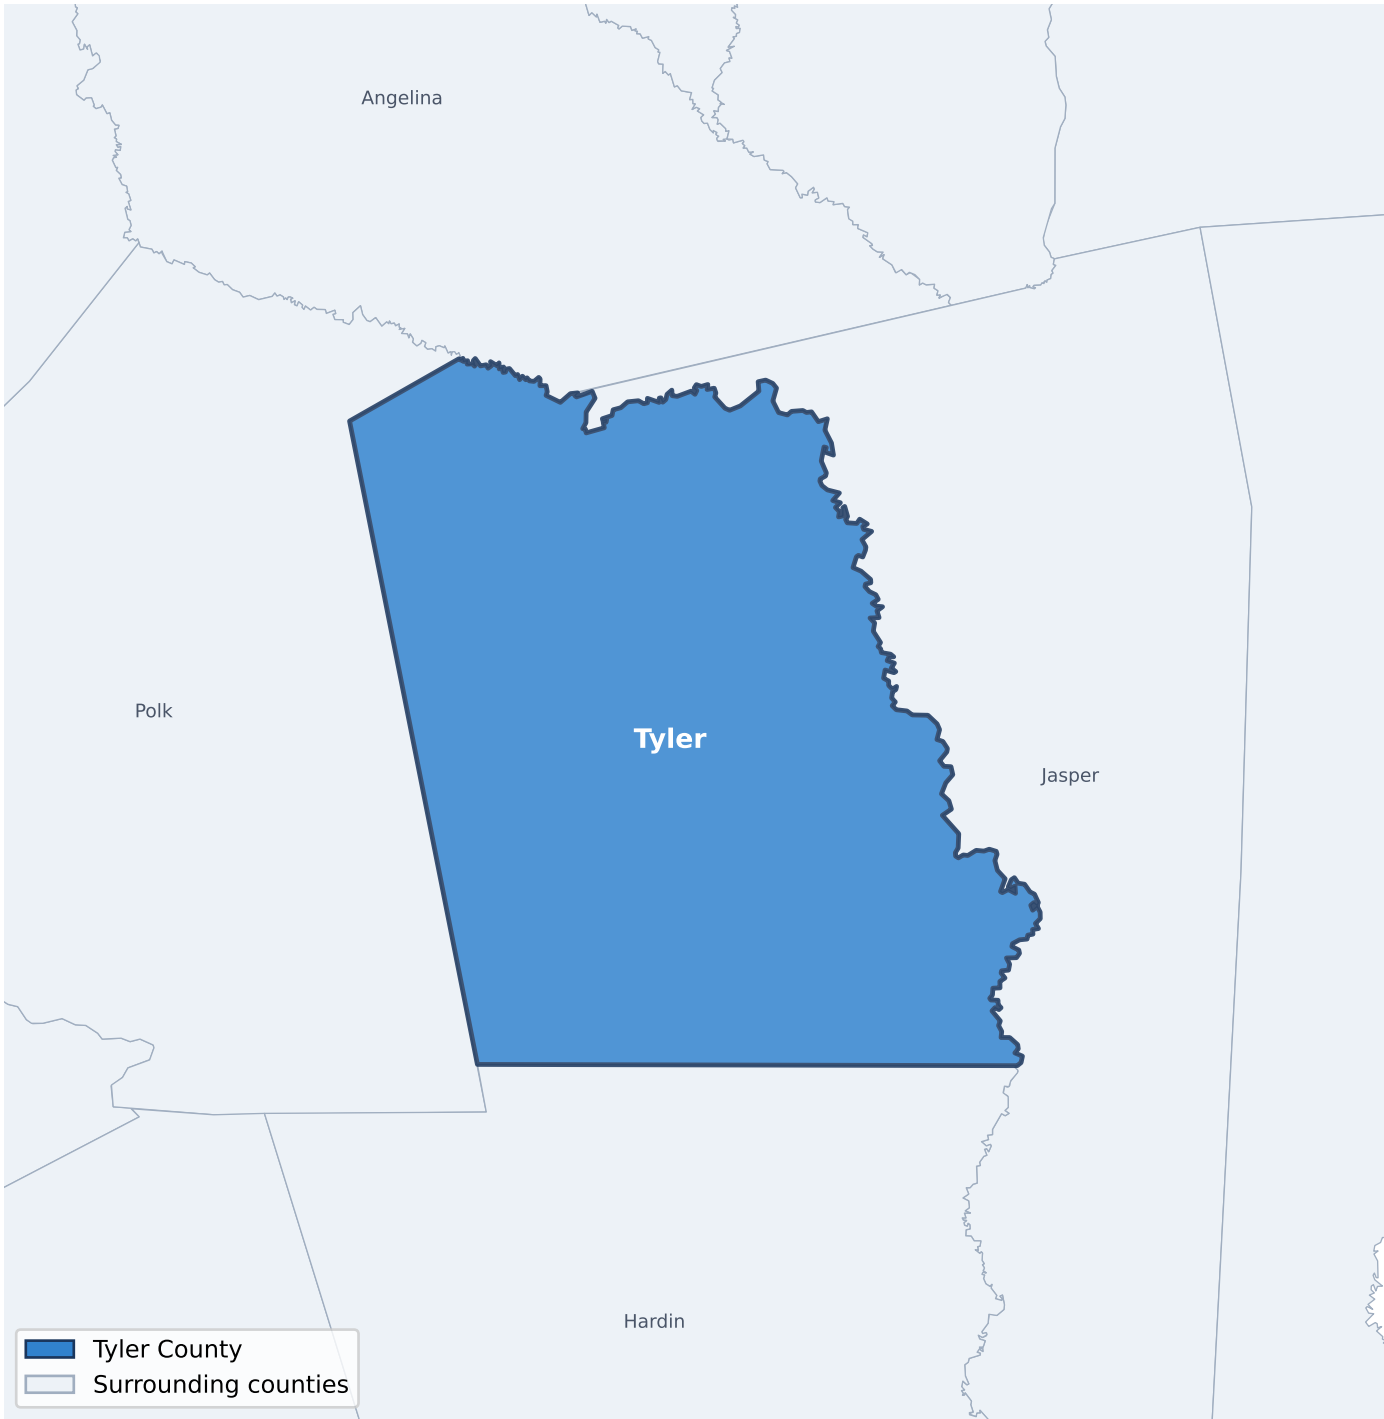 Angelina
Polk
Tyler
Jasper
Hardin
Tyler County
Surrounding counties